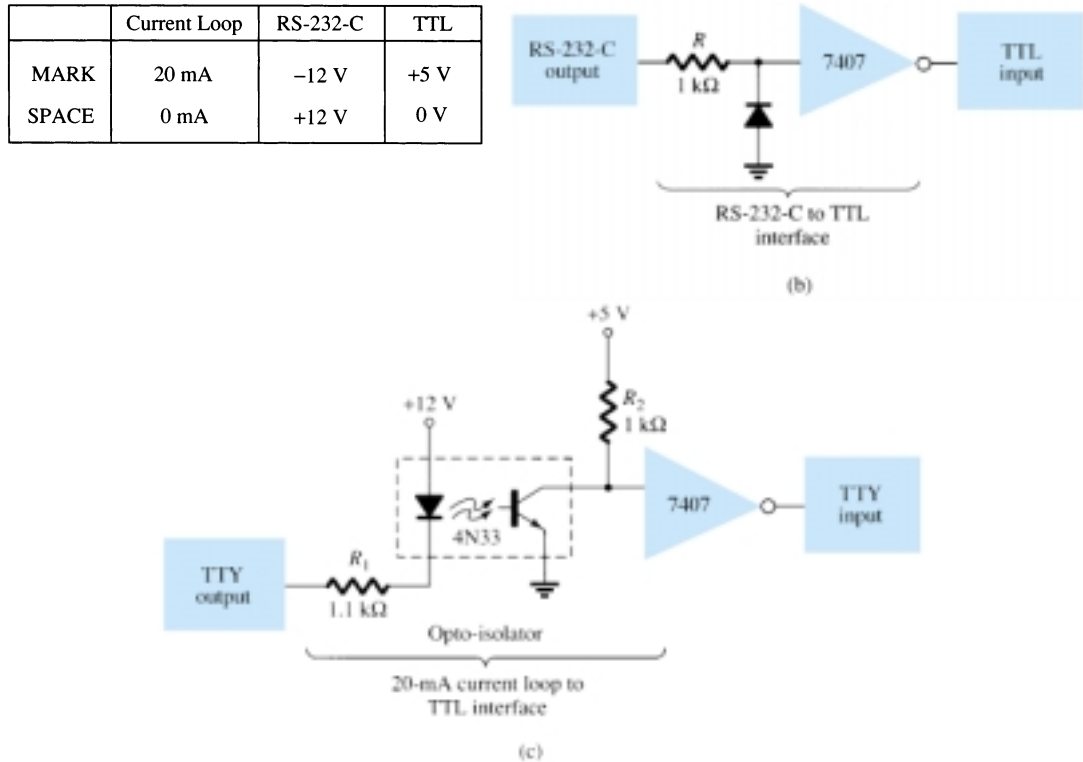 Current Loop RS-232-C TTL
MARK 20 mA –12 V +5 V
SPACE 0 mA +12 V 0 V
RS-232-C
output
R
1 kΩ
7407
TTL
input
RS-232-C to TTL
interface
(b)
+5 V
R2
1 kΩ
+12 V
4N33
7407
TTY
input
TTY
output
R1
1.1 kΩ
Opto-isolator
20-mA current loop to
TTL interface
(c)